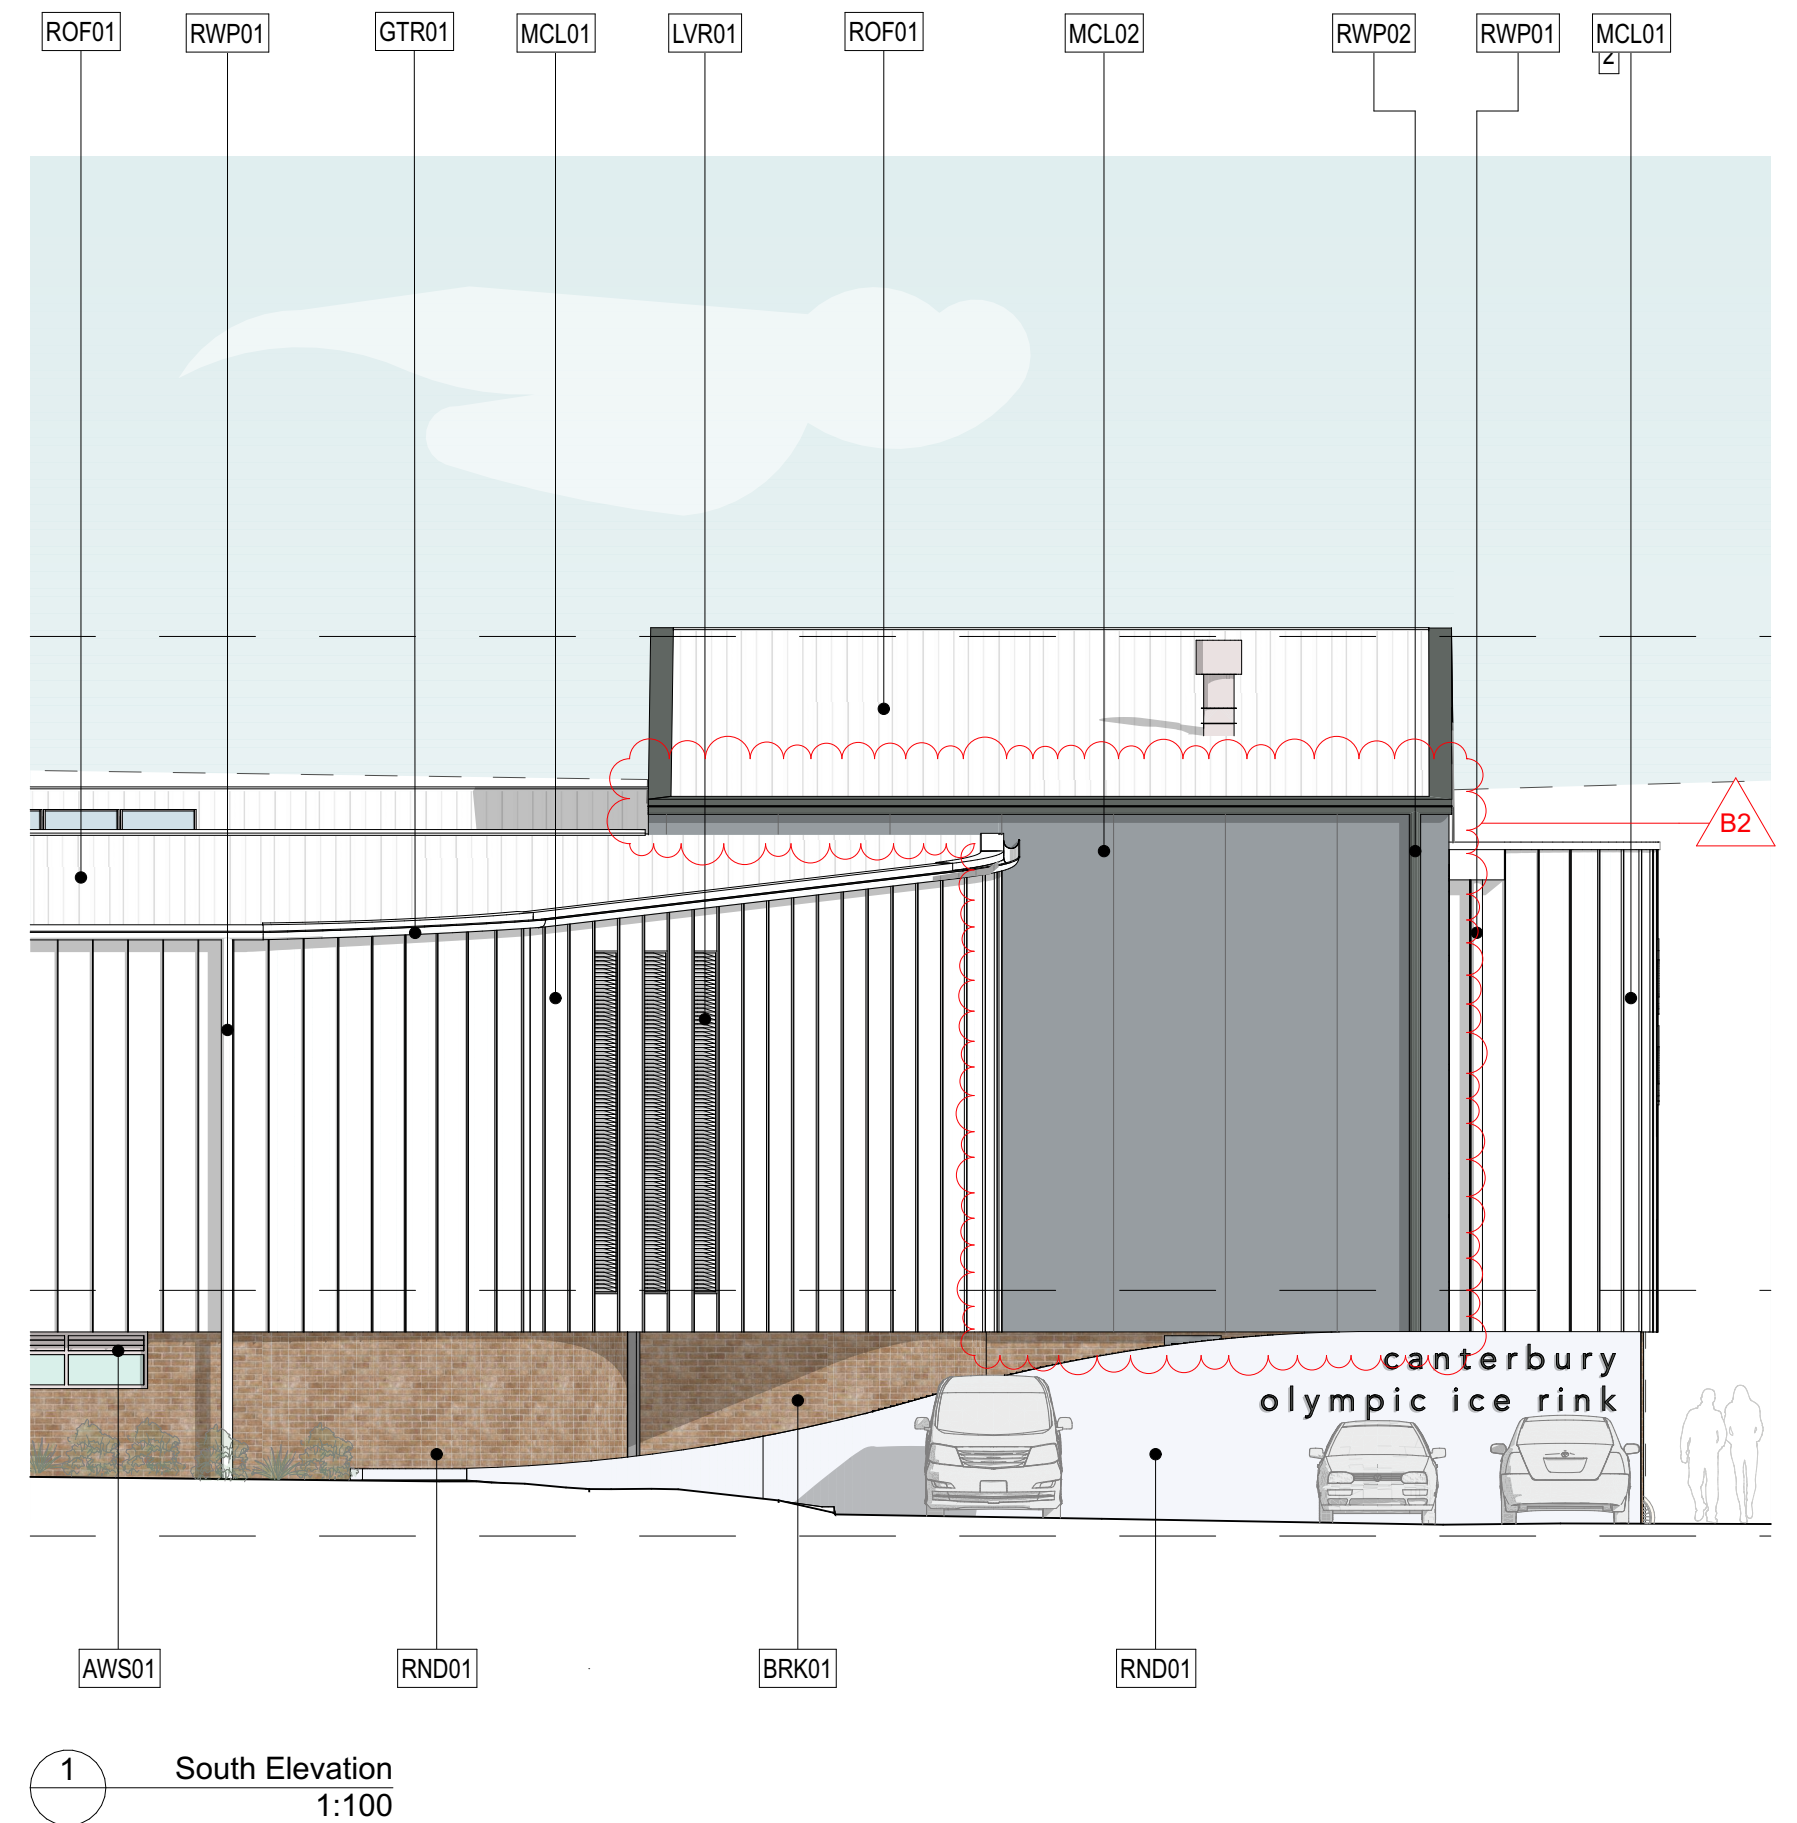 ROF01
RWP01
GTR01
MCL01
LVR01
ROF01
MCL02
RWP02
RWP01
MCL01
2
B2
canterbury
olympic ice rink
AWS01
RND01
BRK01
RND01
1
South Elevation
1:100